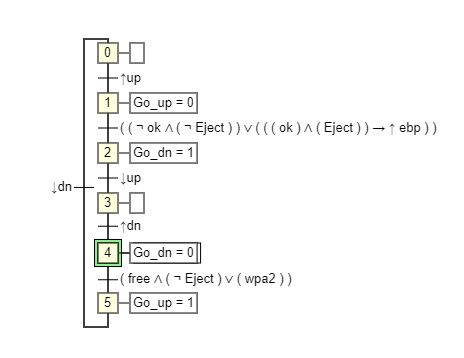 0
↑up
1 Go_up = 0
( ( ¬ ok ∧ ( ¬ Eject ) ) ∨ ( ( ( ok ) ∧ ( Eject ) ) → ↑ ebp ) )
2 Go_dn = 1
↓up
↓dn
3
↑dn
4 Go_dn = 0
( free ∧ ( ¬ Eject ) ∨ ( wpa2 ) )
5 Go_up = 1